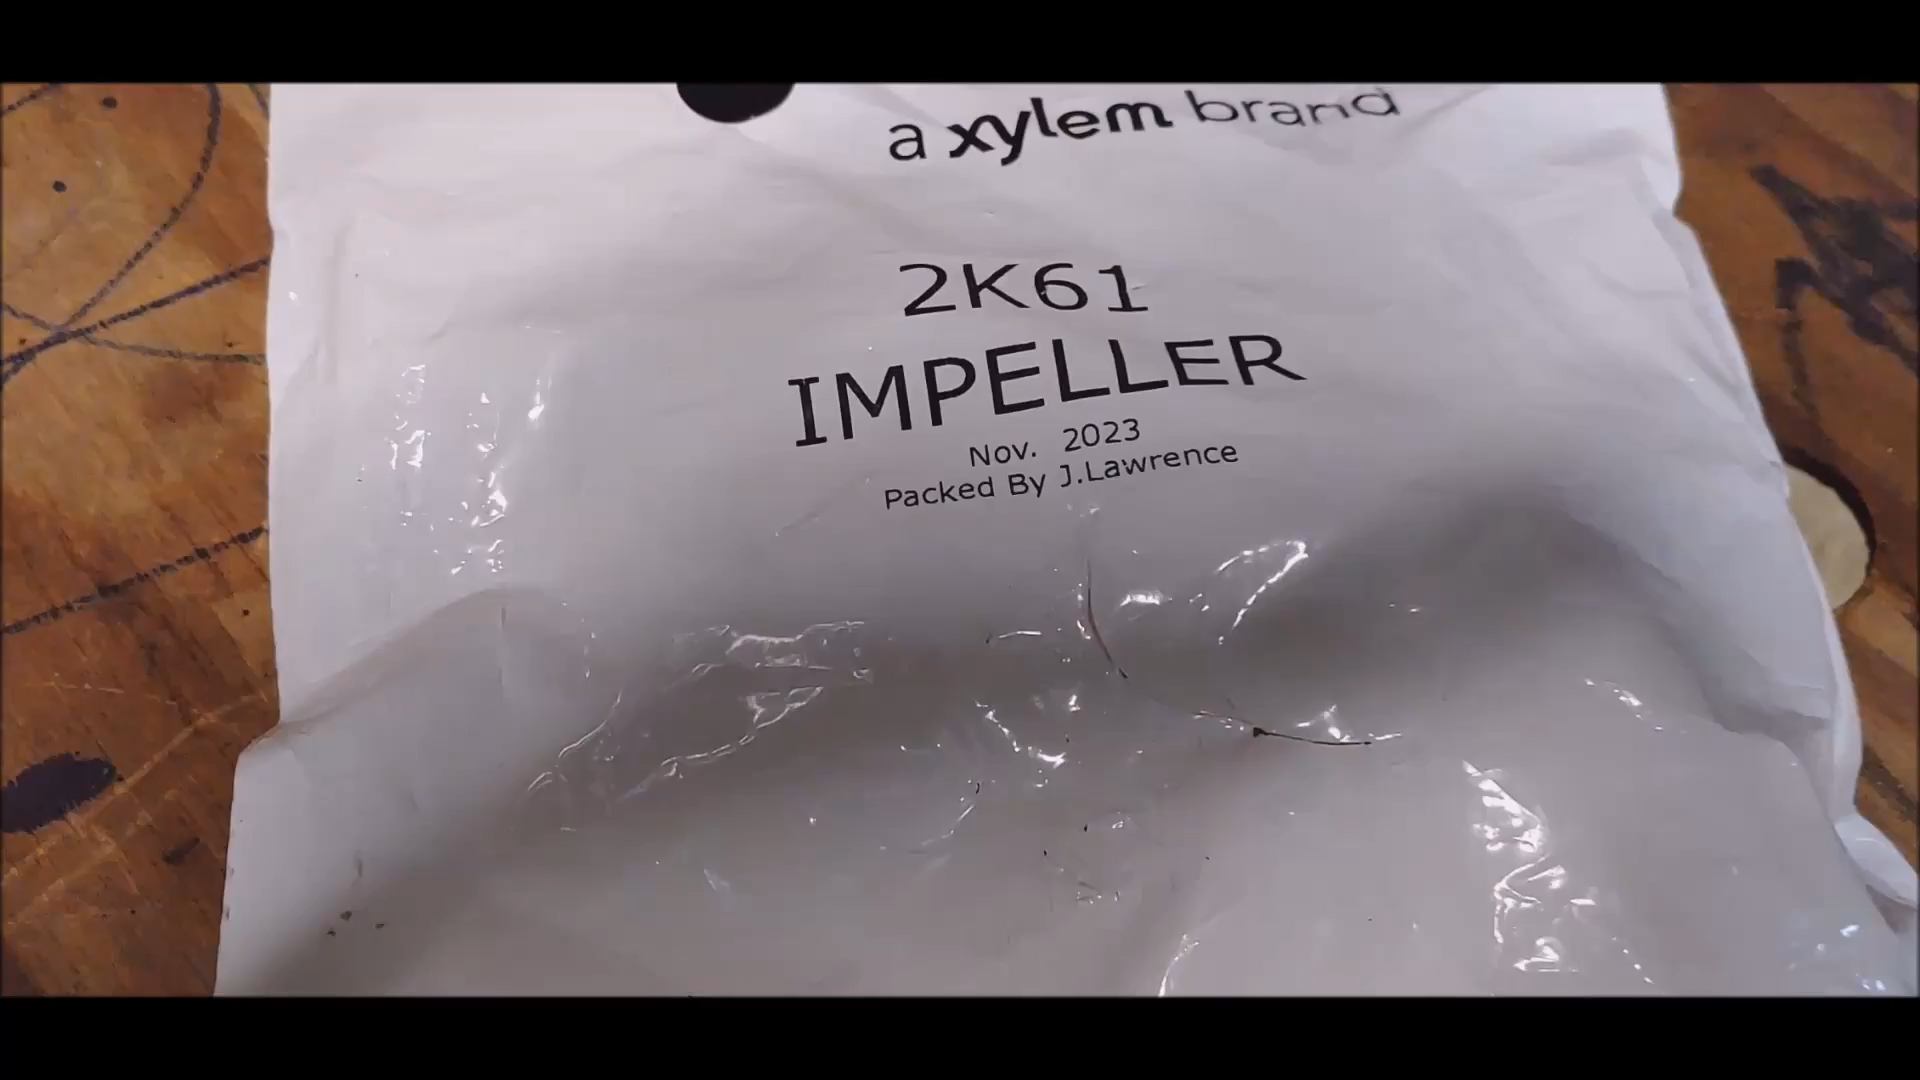 a xylem brand
2K61
IMPELLER
Nov. 2023
Packed By J.Lawrence